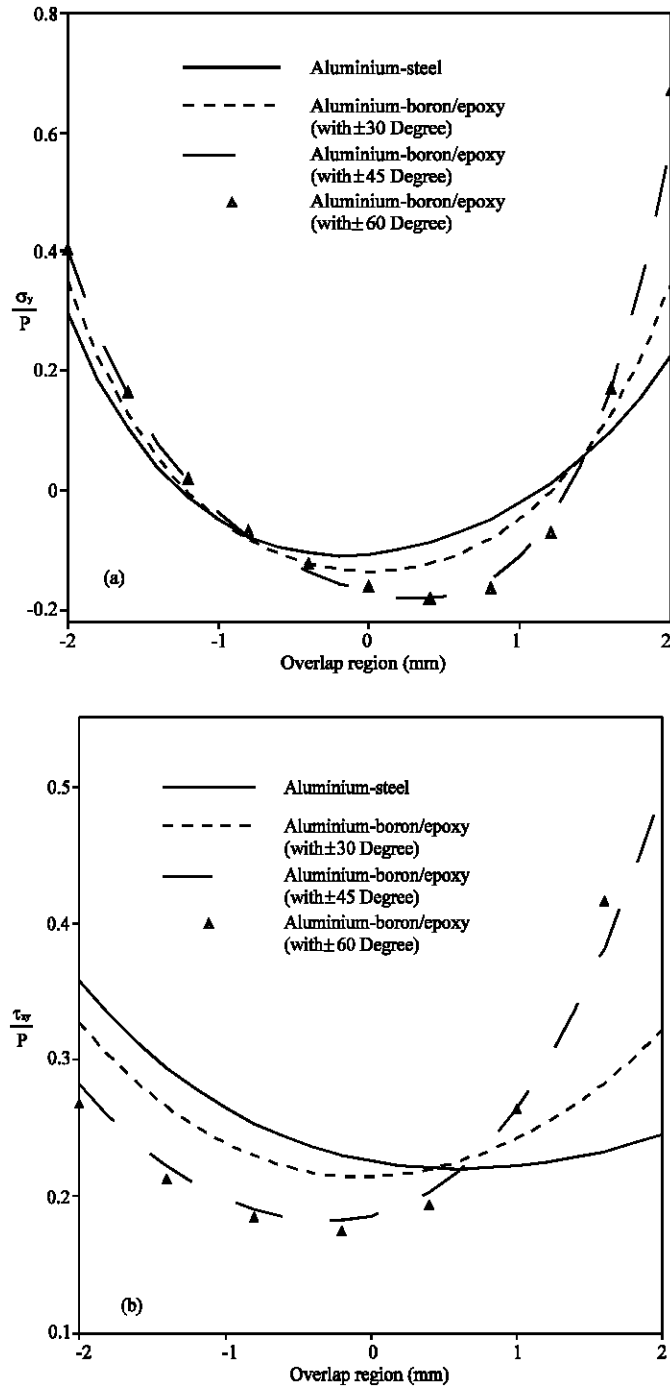 0.8
Aluminium-steel
Aluminium-boron/epoxy
(with±30 Degree)
Aluminium-boron/epoxy
(with±45 Degree)
Aluminium-boron/epoxy
(with±60 Degree)
0.6
0.4
σy
P
0.2
0
-0.2
(a)
-2
-1
0
1
2
Overlap region (mm)
0.5
Aluminium-steel
Aluminium-boron/epoxy
(with±30 Degree)
Aluminium-boron/epoxy
(with±45 Degree)
Aluminium-boron/epoxy
(with±60 Degree)
0.4
τxy
P
0.3
0.2
0.1
(b)
-2
-1
0
1
2
Overlap region (mm)